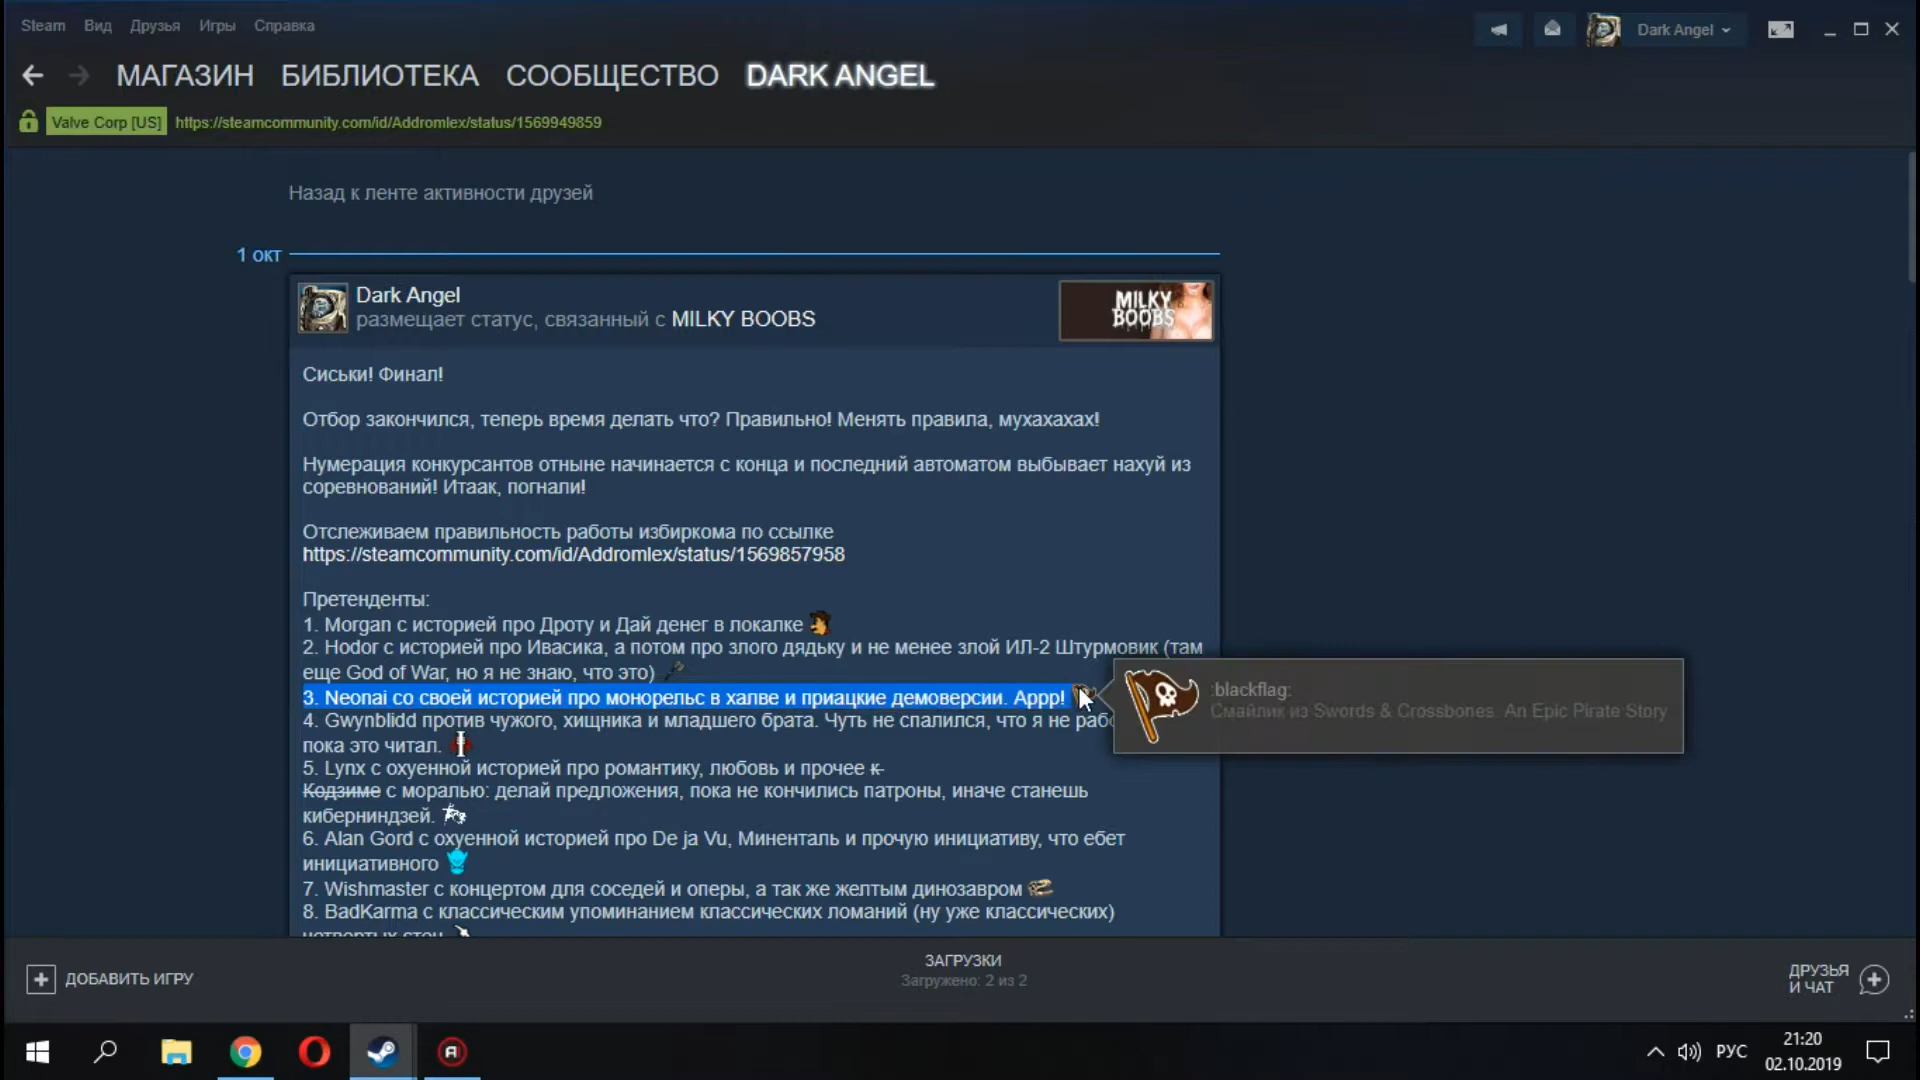 Steam Вид Друзья Игры Справка
Dark Angel
МАГАЗИН БИБЛИОТЕКА СООБЩЕСТВО DARK ANGEL
Valve Corp [US] https://steamcommunity.com/id/Addromlex/status/1569949859
Назад к ленте активности друзей
1 окт
Dark Angel
размещает статус, связанный с MILKY BOOBS
MILKY
BOOBS
Сиськи! Финал!
Отбор закончился, теперь время делать что? Правильно! Менять правила, мухахахах!
Нумерация конкурсантов отныне начинается с конца и последний автоматом выбывает нахуй из
соревнований! Итаак, погнали!
Отслеживаем правильность работы избиркома по ссылке
https://steamcommunity.com/id/Addromlex/status/1569857958
Претенденты:
1. Morgan с историей про Дроту и Дай денег в локалке
2. Hodor с историей про Ивасика, а потом про злого дядьку и не менее злой ИЛ-2 Штурмовик (там
еще God of War, но я не знаю, что это)
3. Neonai со своей историей про монорельс в халве и приацкие демоверсии. Аррр!
:blackflag:
Смайлик из Swords & Crossbones: An Epic Pirate Story
4. Gwynblidd против чужого, хищника и младшего брата. Чуть не спалился, что я не рабо
пока это читал.
5. Lynx с охуенной историей про романтику, любовь и прочее к
Кодзиме с моралью: делай предложения, пока не кончились патроны, иначе станешь
киберниндзей.
6. Alan Gord с охуенной историей про De ja Vu, Миненталь и прочую инициативу, что ебет
инициативного
7. Wishmaster с концертом для соседей и оперы, а так же желтым динозавром
8. BadKarma с классическим упоминанием классических ломаний (ну уже классических)
четвертых стен
ДОБАВИТЬ ИГРУ
ЗАГРУЗКИ
Загружено: 2 из 2
ДРУЗЬЯ
И ЧАТ
РУС
21:20
02.10.2019